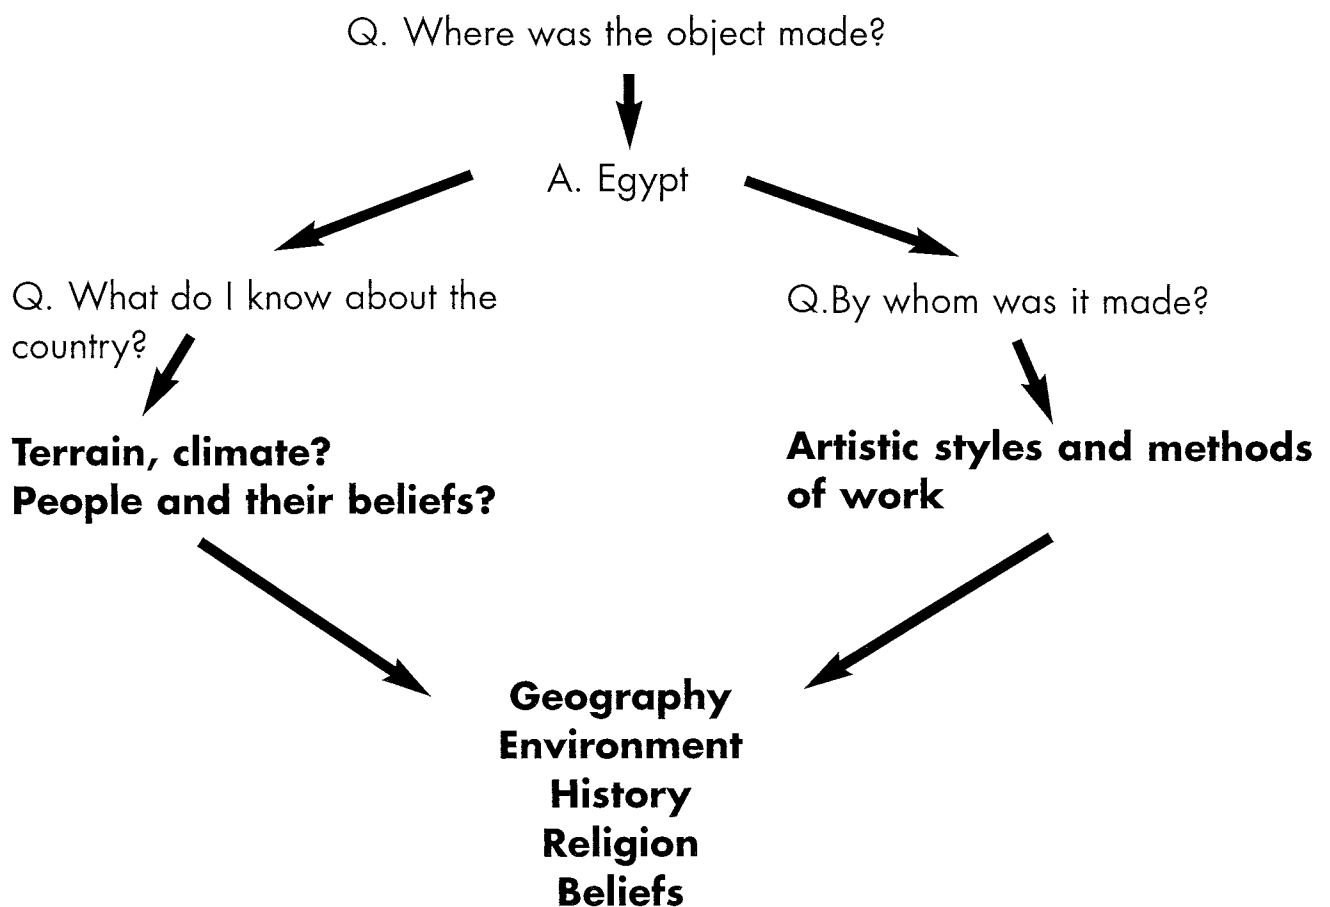 Q. Where was the object made?
A. Egypt
Q. What do I know about the
country?
Q.By whom was it made?
Terrain, climate?
People and their beliefs?
Artistic styles and methods
of work
Geography
Environment
History
Religion
Beliefs